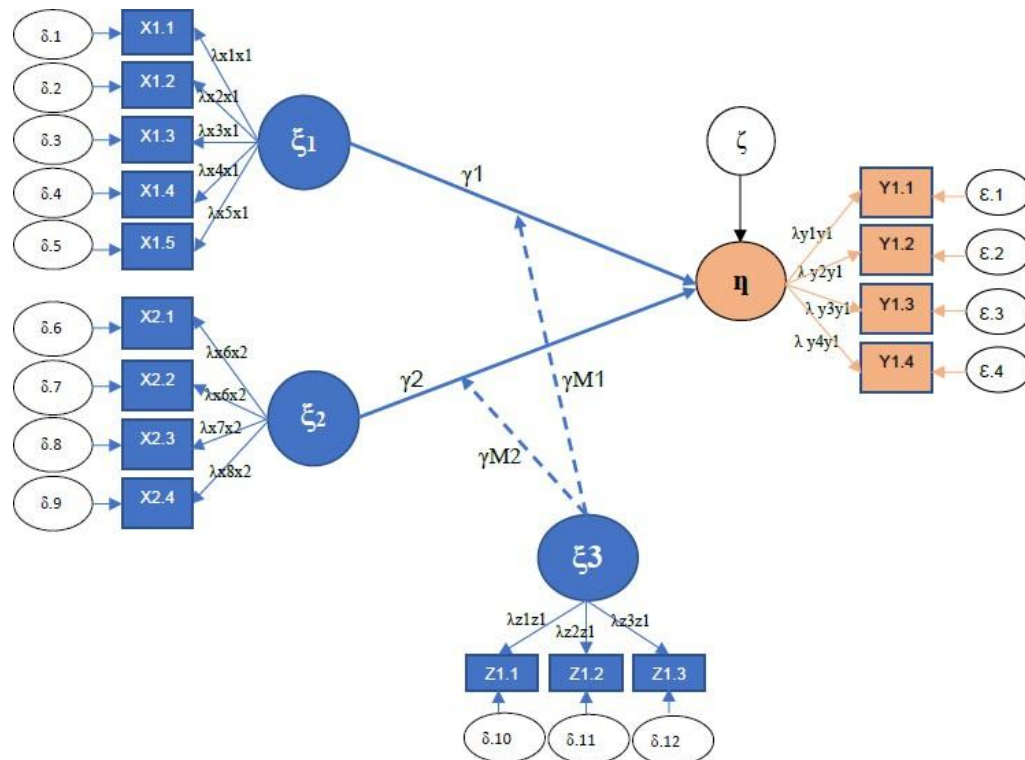 δ.1
X1.1
λx1x1
δ.2
X1.2
λx2x1
δ.3
X1.3
λx3x1
δ.4
X1.4
λx4x1
δ.5
X1.5
λx5x1
ξ1
γ1
ζ
η
λy1y1
Y1.1
ε.1
λ y2y1
Y1.2
ε.2
λ y3y1
Y1.3
ε.3
λ y4y1
Y1.4
ε.4
δ.6
X2.1
λx6x2
δ.7
X2.2
λx6x2
δ.8
X2.3
λx7x2
δ.9
X2.4
λx8x2
ξ2
γ2
γM1
γM2
ξ3
λz1z1
λz2z1
λz3z1
Z1.1
Z1.2
Z1.3
δ.10
δ.11
δ.12